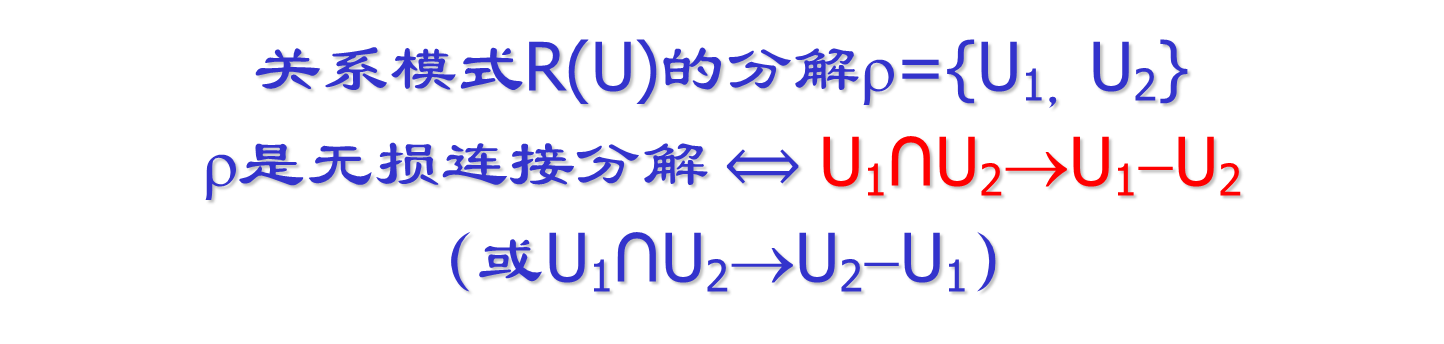 关系模式R(U)的分解ρ={U₁, U₂}
ρ是无损连接分解 ⇔ U₁∩U₂→U₁−U₂
（或U₁∩U₂→U₂−U₁）